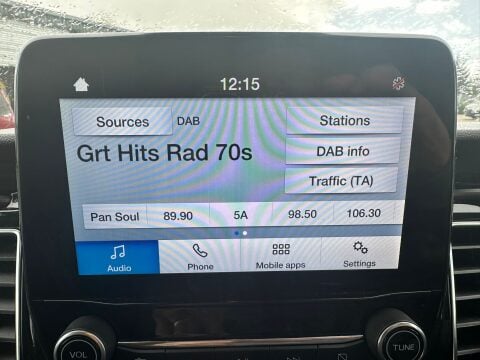 12:15
Sources DAB Stations
Grt Hits Rad 70s DAB info
Traffic (TA)
Pan Soul 89.90 5A 98.50 106.30
Audio Phone Mobile apps Settings
VOL TUNE